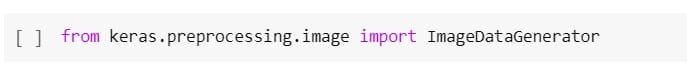 [ ] from keras.preprocessing.image import ImageDataGenerator